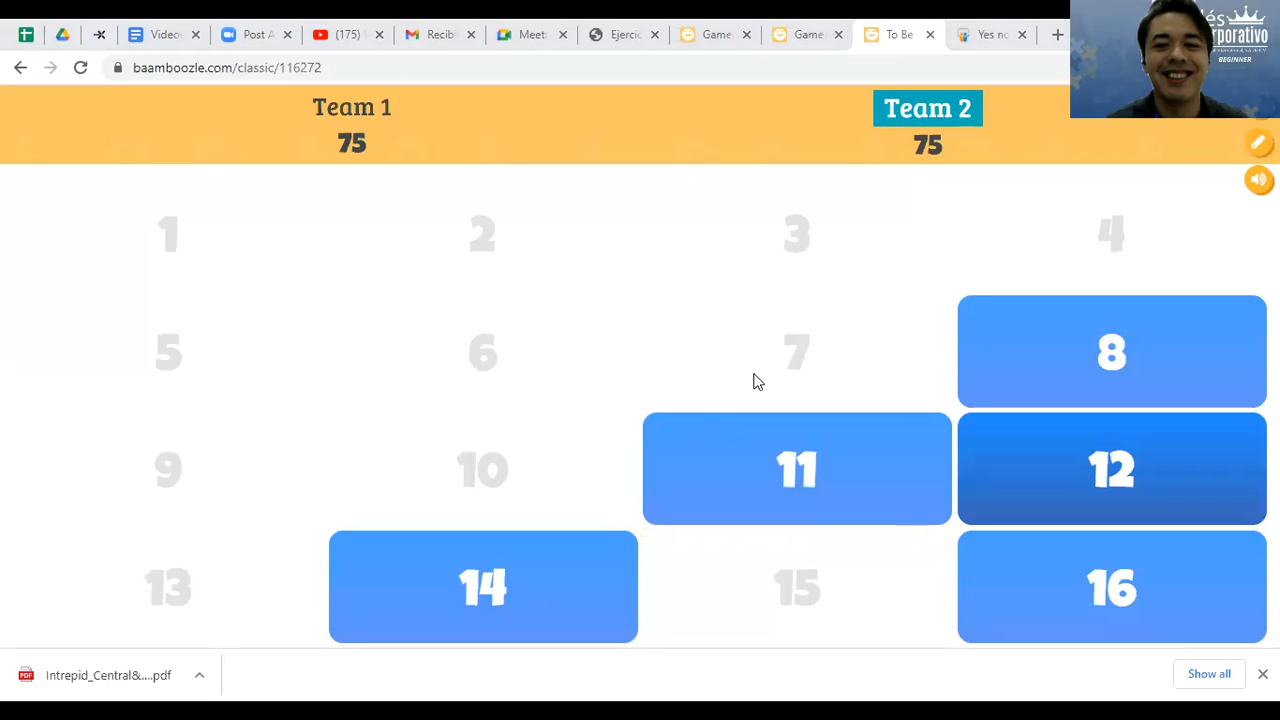 Video
Post A
(175)
Recib
Meet
Ejercic
Game
Game
To Be
Yes no
baamboozle.com/classic/116272
BEGINNER
Team 1
75
Team 2
75
1
2
3
4
5
6
7
8
9
10
11
12
13
14
15
16
Intrepid_Central&....pdf
Show all